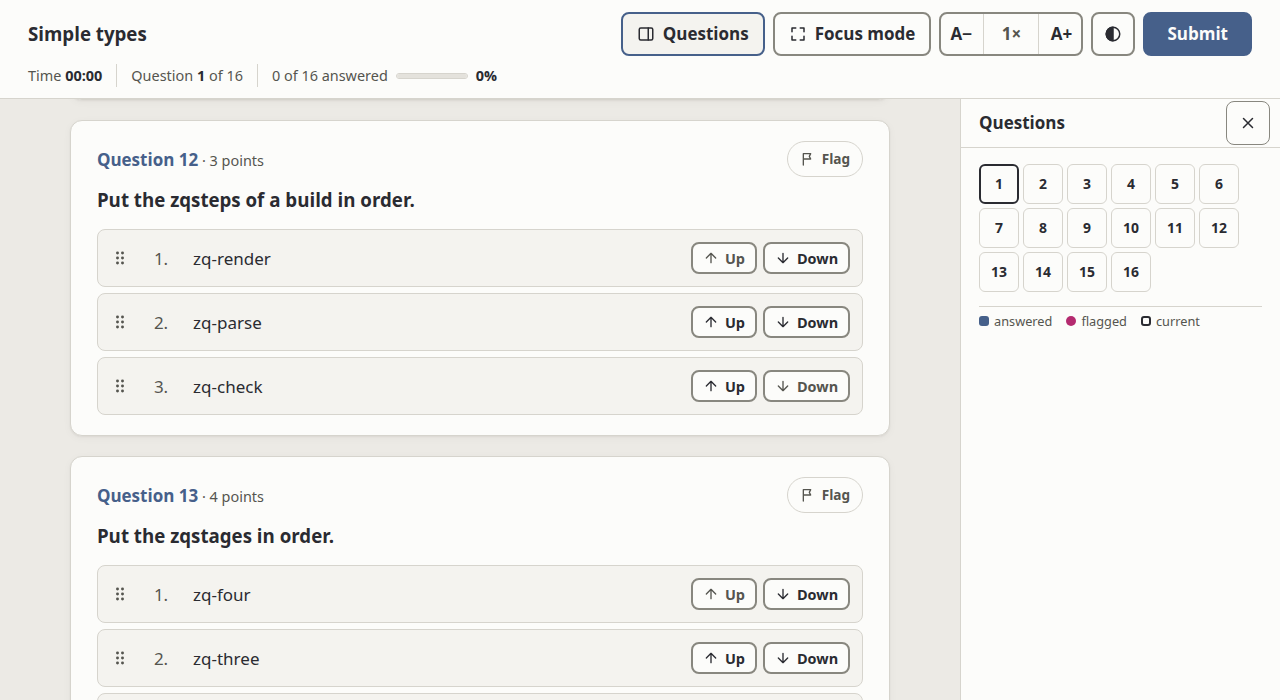 Simple types
Questions
Focus mode
A−
1×
A+
Submit
Time 00:00
Question 1 of 16
0 of 16 answered
0%
Question 12 · 3 points
Flag
Put the zqsteps of a build in order.
1. zq-render
Up
Down
2. zq-parse
Up
Down
3. zq-check
Up
Down
Question 13 · 4 points
Flag
Put the zqstages in order.
1. zq-four
Up
Down
2. zq-three
Up
Down
Questions
1 2 3 4 5 6
7 8 9 10 11 12
13 14 15 16
answered flagged current